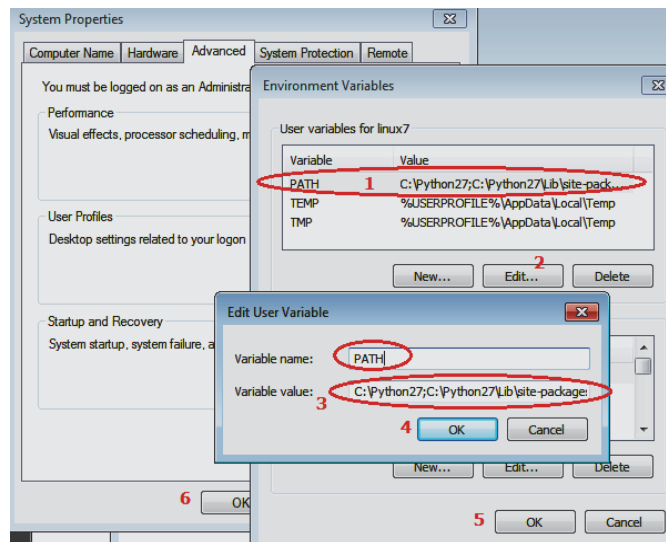 System Properties
Computer Name Hardware Advanced System Protection Remote
You must be logged on as an
Performance
Visual effects, processor scheduling,
User Profiles
Desktop settings related to your logon
Startup and Recovery
System startup, system failure,
6 OK
Environment Variables
User variables for linux7
Variable Value
PATH 1 C:\Python27;C:\Python27\Lib\site-pack...
TEMP %USERPROFILE%\AppData\Local\Temp
TMP %USERPROFILE%\AppData\Local\Temp
2
New... Edit... Delete
Edit User Variable
Variable name: PATH
Variable value: C:\Python27;C:\Python27\Lib\site-packages
3
4 OK Cancel
New... Edit... Delete
5 OK Cancel